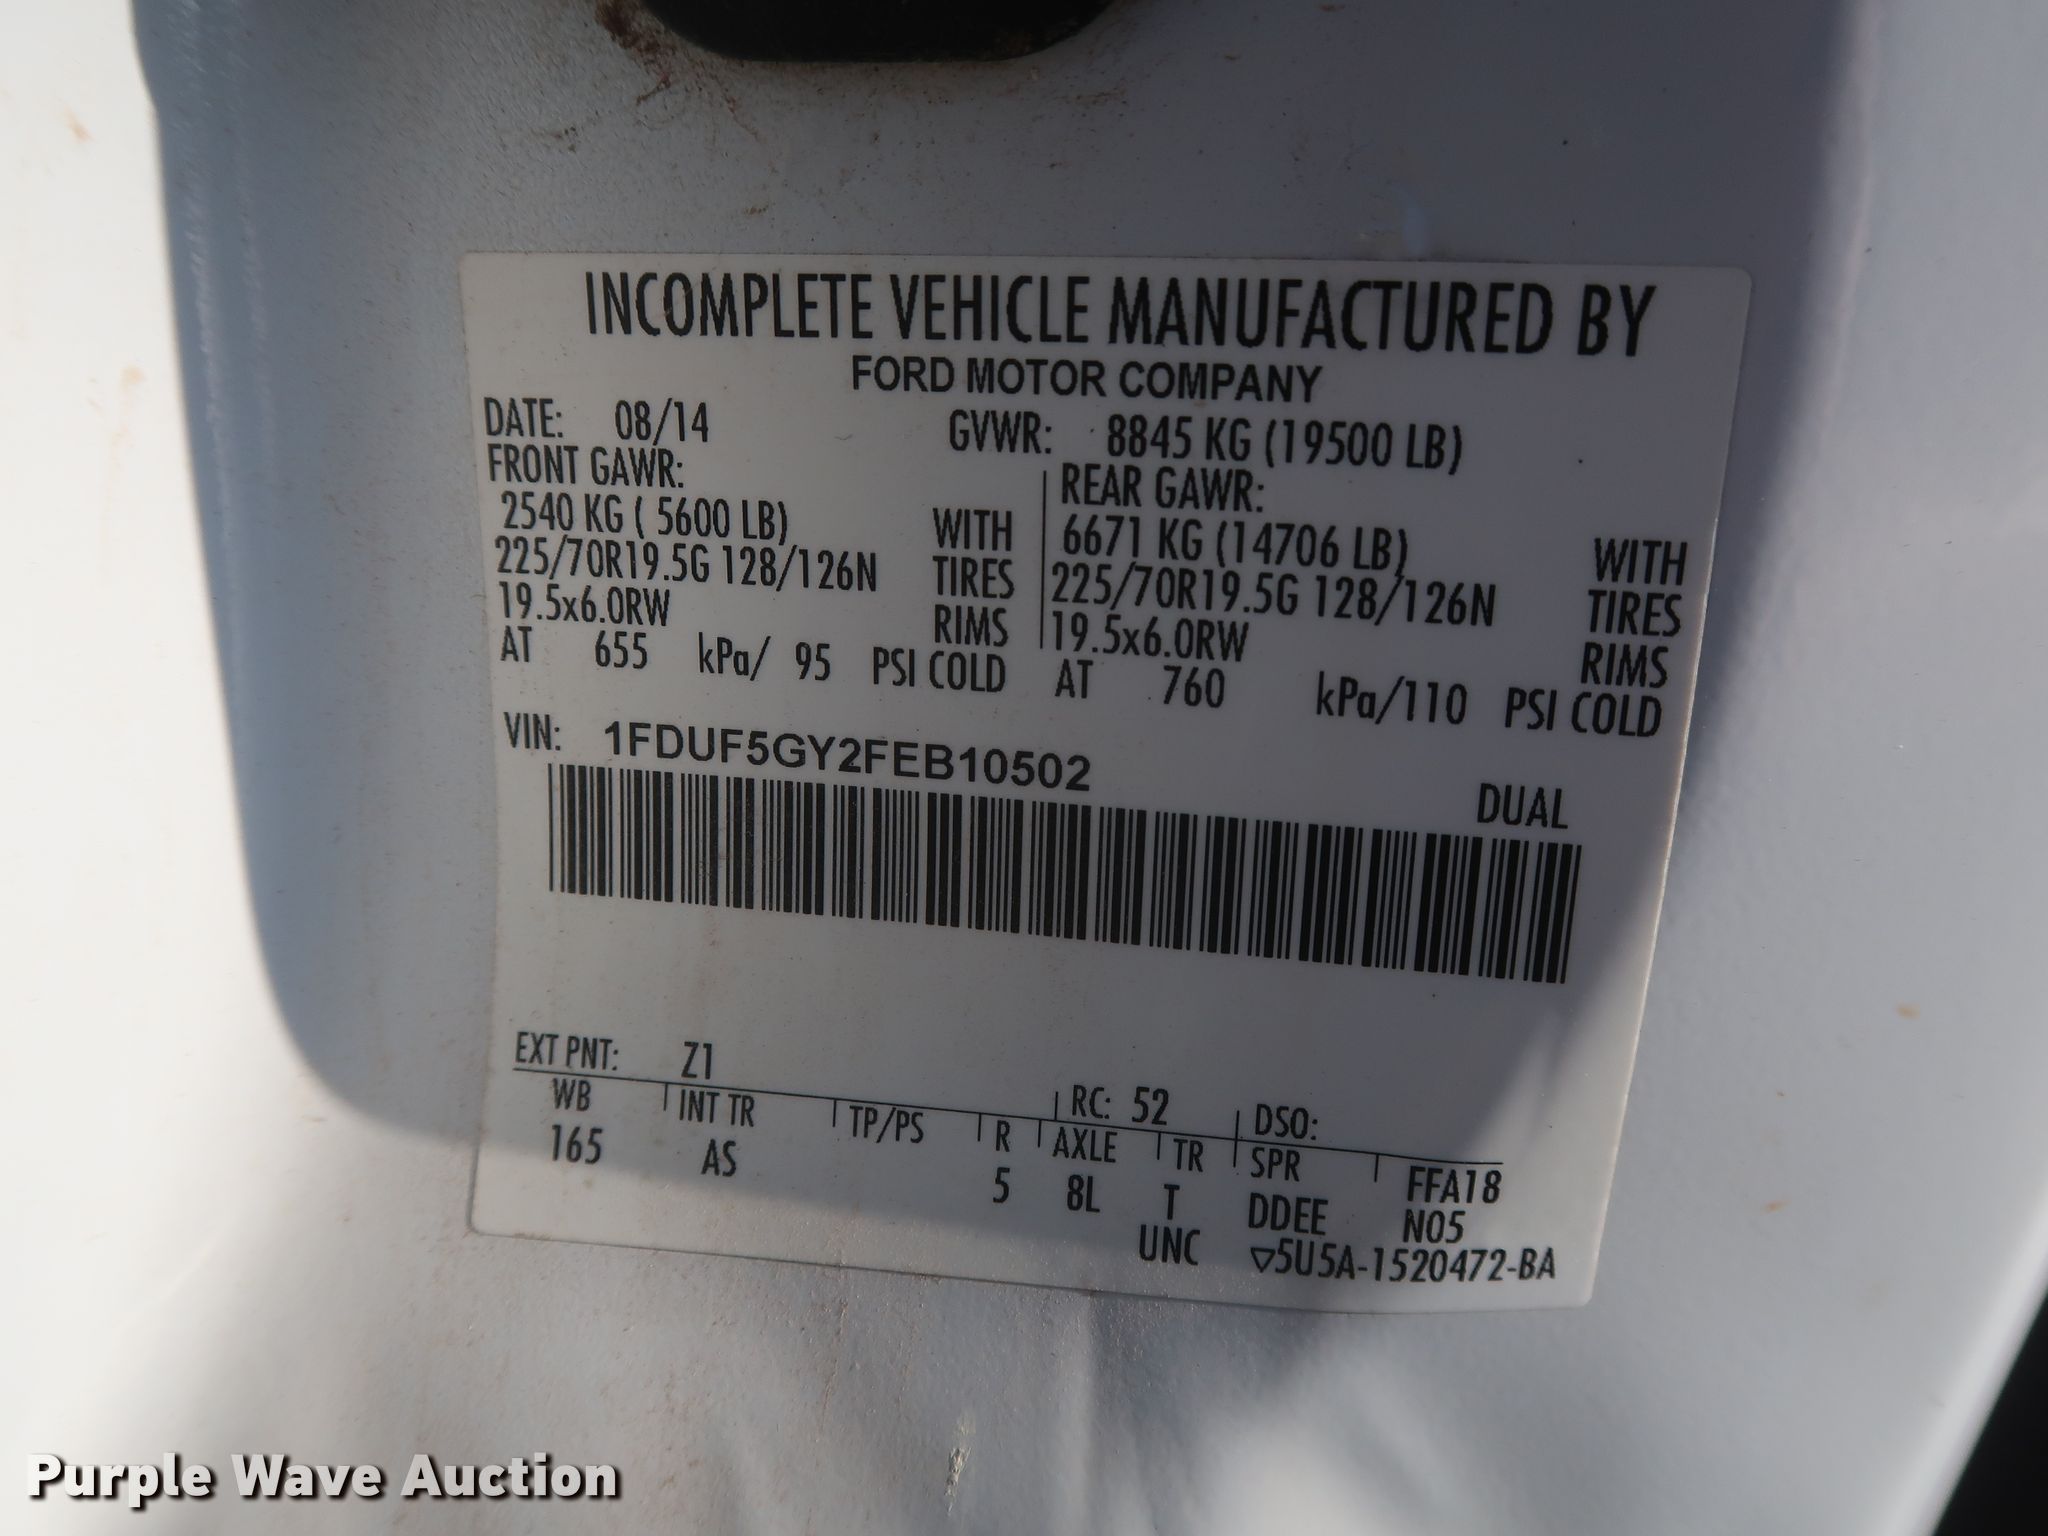 INCOMPLETE VEHICLE MANUFACTURED BY
FORD MOTOR COMPANY
DATE: 08/14 GVWR: 8845 KG (19500 LB)
FRONT GAWR: REAR GAWR:
2540 KG ( 5600 LB) WITH 6671 KG (14706 LB) WITH
225/70R19.5G 128/126N TIRES 225/70R19.5G 128/126N TIRES
19.5x6.0RW RIMS 19.5x6.0RW RIMS
AT 655 kPa/ 95 PSI COLD AT 760 kPa/110 PSI COLD
VIN: 1FDUF5GY2FEB10502
DUAL
EXT PNT: Z1 RC: 52 DSO:
WB INT TR TP/PS R AXLE TR SPR FFA18
165 AS 5 8L T DDEE N05
UNC ▽5U5A-1520472-BA
Purple Wave Auction